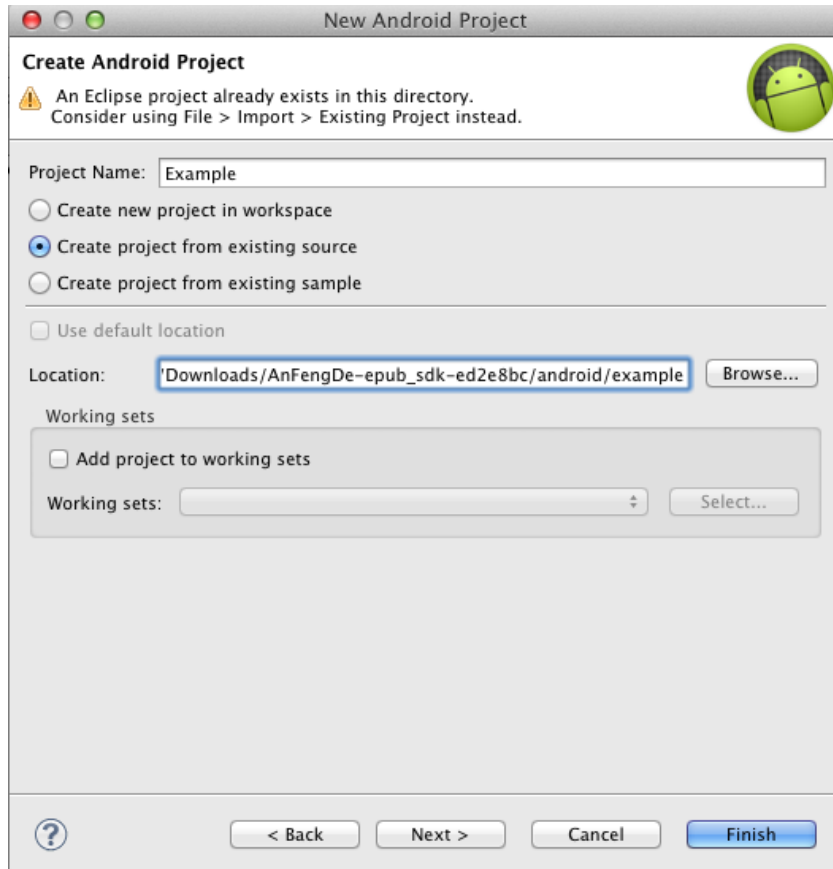 New Android Project
Create Android Project
An Eclipse project already exists in this directory.
Consider using File > Import > Existing Project instead.
Project Name: Example
Create new project in workspace
Create project from existing source
Create project from existing sample
Use default location
Location: 'Downloads/AnFengDe-epub_sdk-ed2e8bc/android/example Browse...
Working sets
Add project to working sets
Working sets: Select...
? < Back Next > Cancel Finish